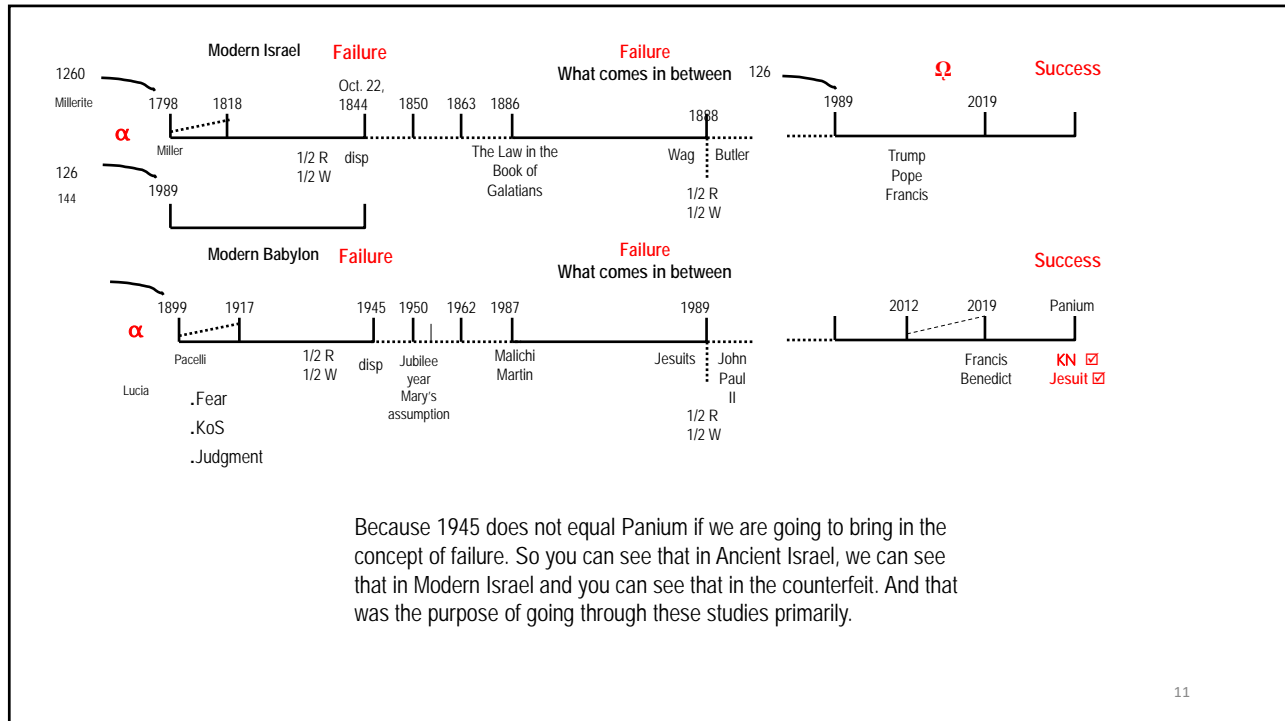 Modern Israel Failure Failure
What comes in between
1260 126 Ω Success
Millerite 1798 1818 Oct. 22,
1844 1850 1863 1886 1888 1989 2019
α Miller 1/2 R disp The Law in the Wag Butler Trump
1/2 W Book of Pope
Galatians 1/2 R Francis
126 1989 1/2 W
144
Modern Babylon Failure Failure Success
What comes in between
1899 1917 1945 1950 1962 1987 1989 2012 2019 Panium
α Pacelli 1/2 R disp Jubilee Malichi Jesuits John Francis KN ☑
1/2 W year Martin Paul Benedict Jesuit ☑
Lucia Mary's II
.Fear assumption 1/2 R
.KoS 1/2 W
.Judgment
Because 1945 does not equal Panium if we are going to bring in the
concept of failure. So you can see that in Ancient Israel, we can see
that in Modern Israel and you can see that in the counterfeit. And that
was the purpose of going through these studies primarily.
11